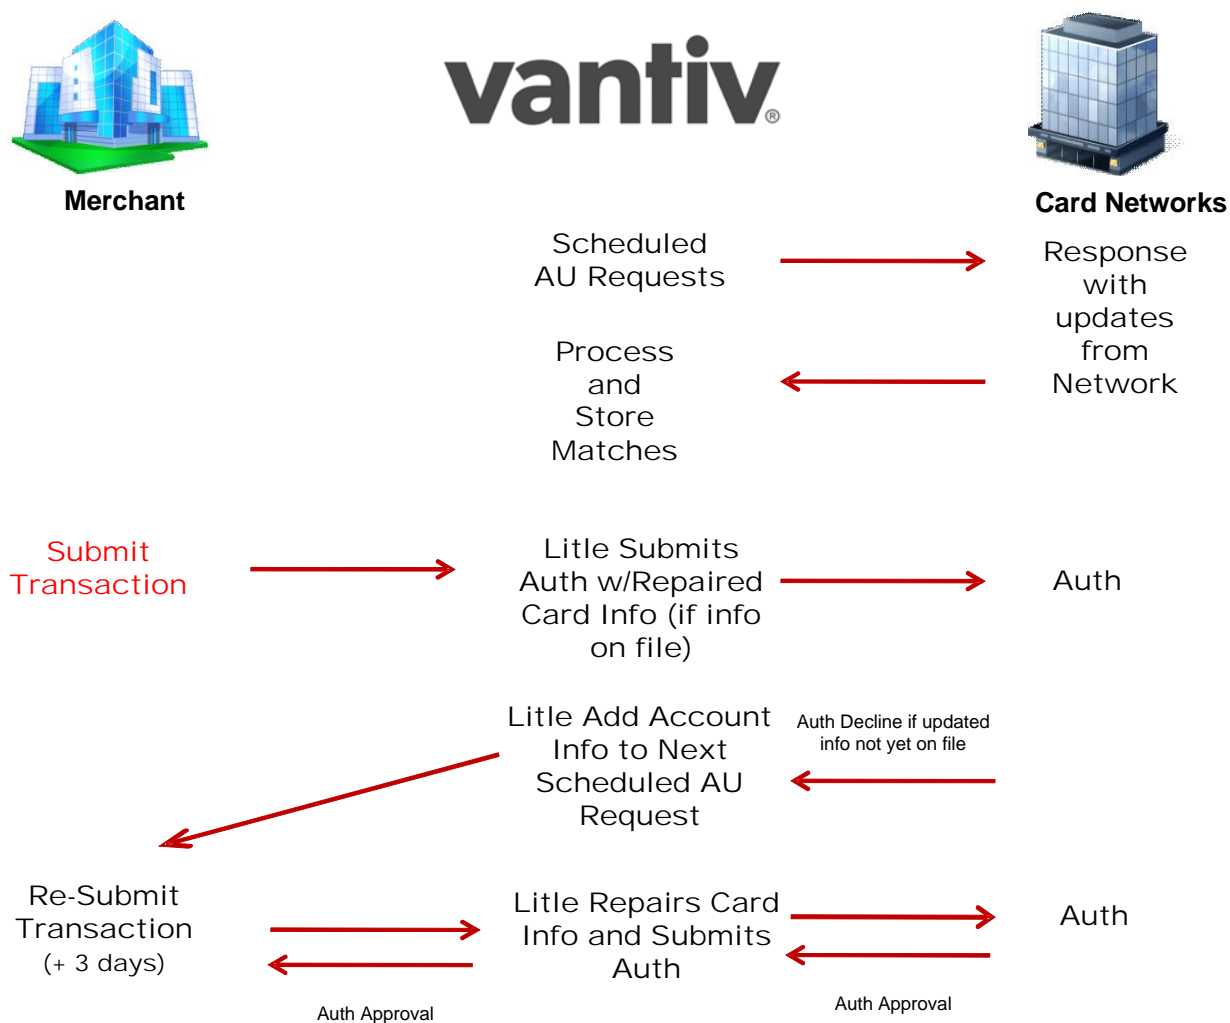 vantiv®
Merchant
Card Networks
Scheduled
AU Requests
Response
with
updates
from
Network
Process
and
Store
Matches
Submit
Transaction
Litle Submits
Auth w/Repaired
Card Info (if info
on file)
Auth
Litle Add Account
Info to Next
Scheduled AU
Request
Auth Decline if updated
info not yet on file
Re-Submit
Transaction
(+ 3 days)
Litle Repairs Card
Info and Submits
Auth
Auth
Auth Approval
Auth Approval